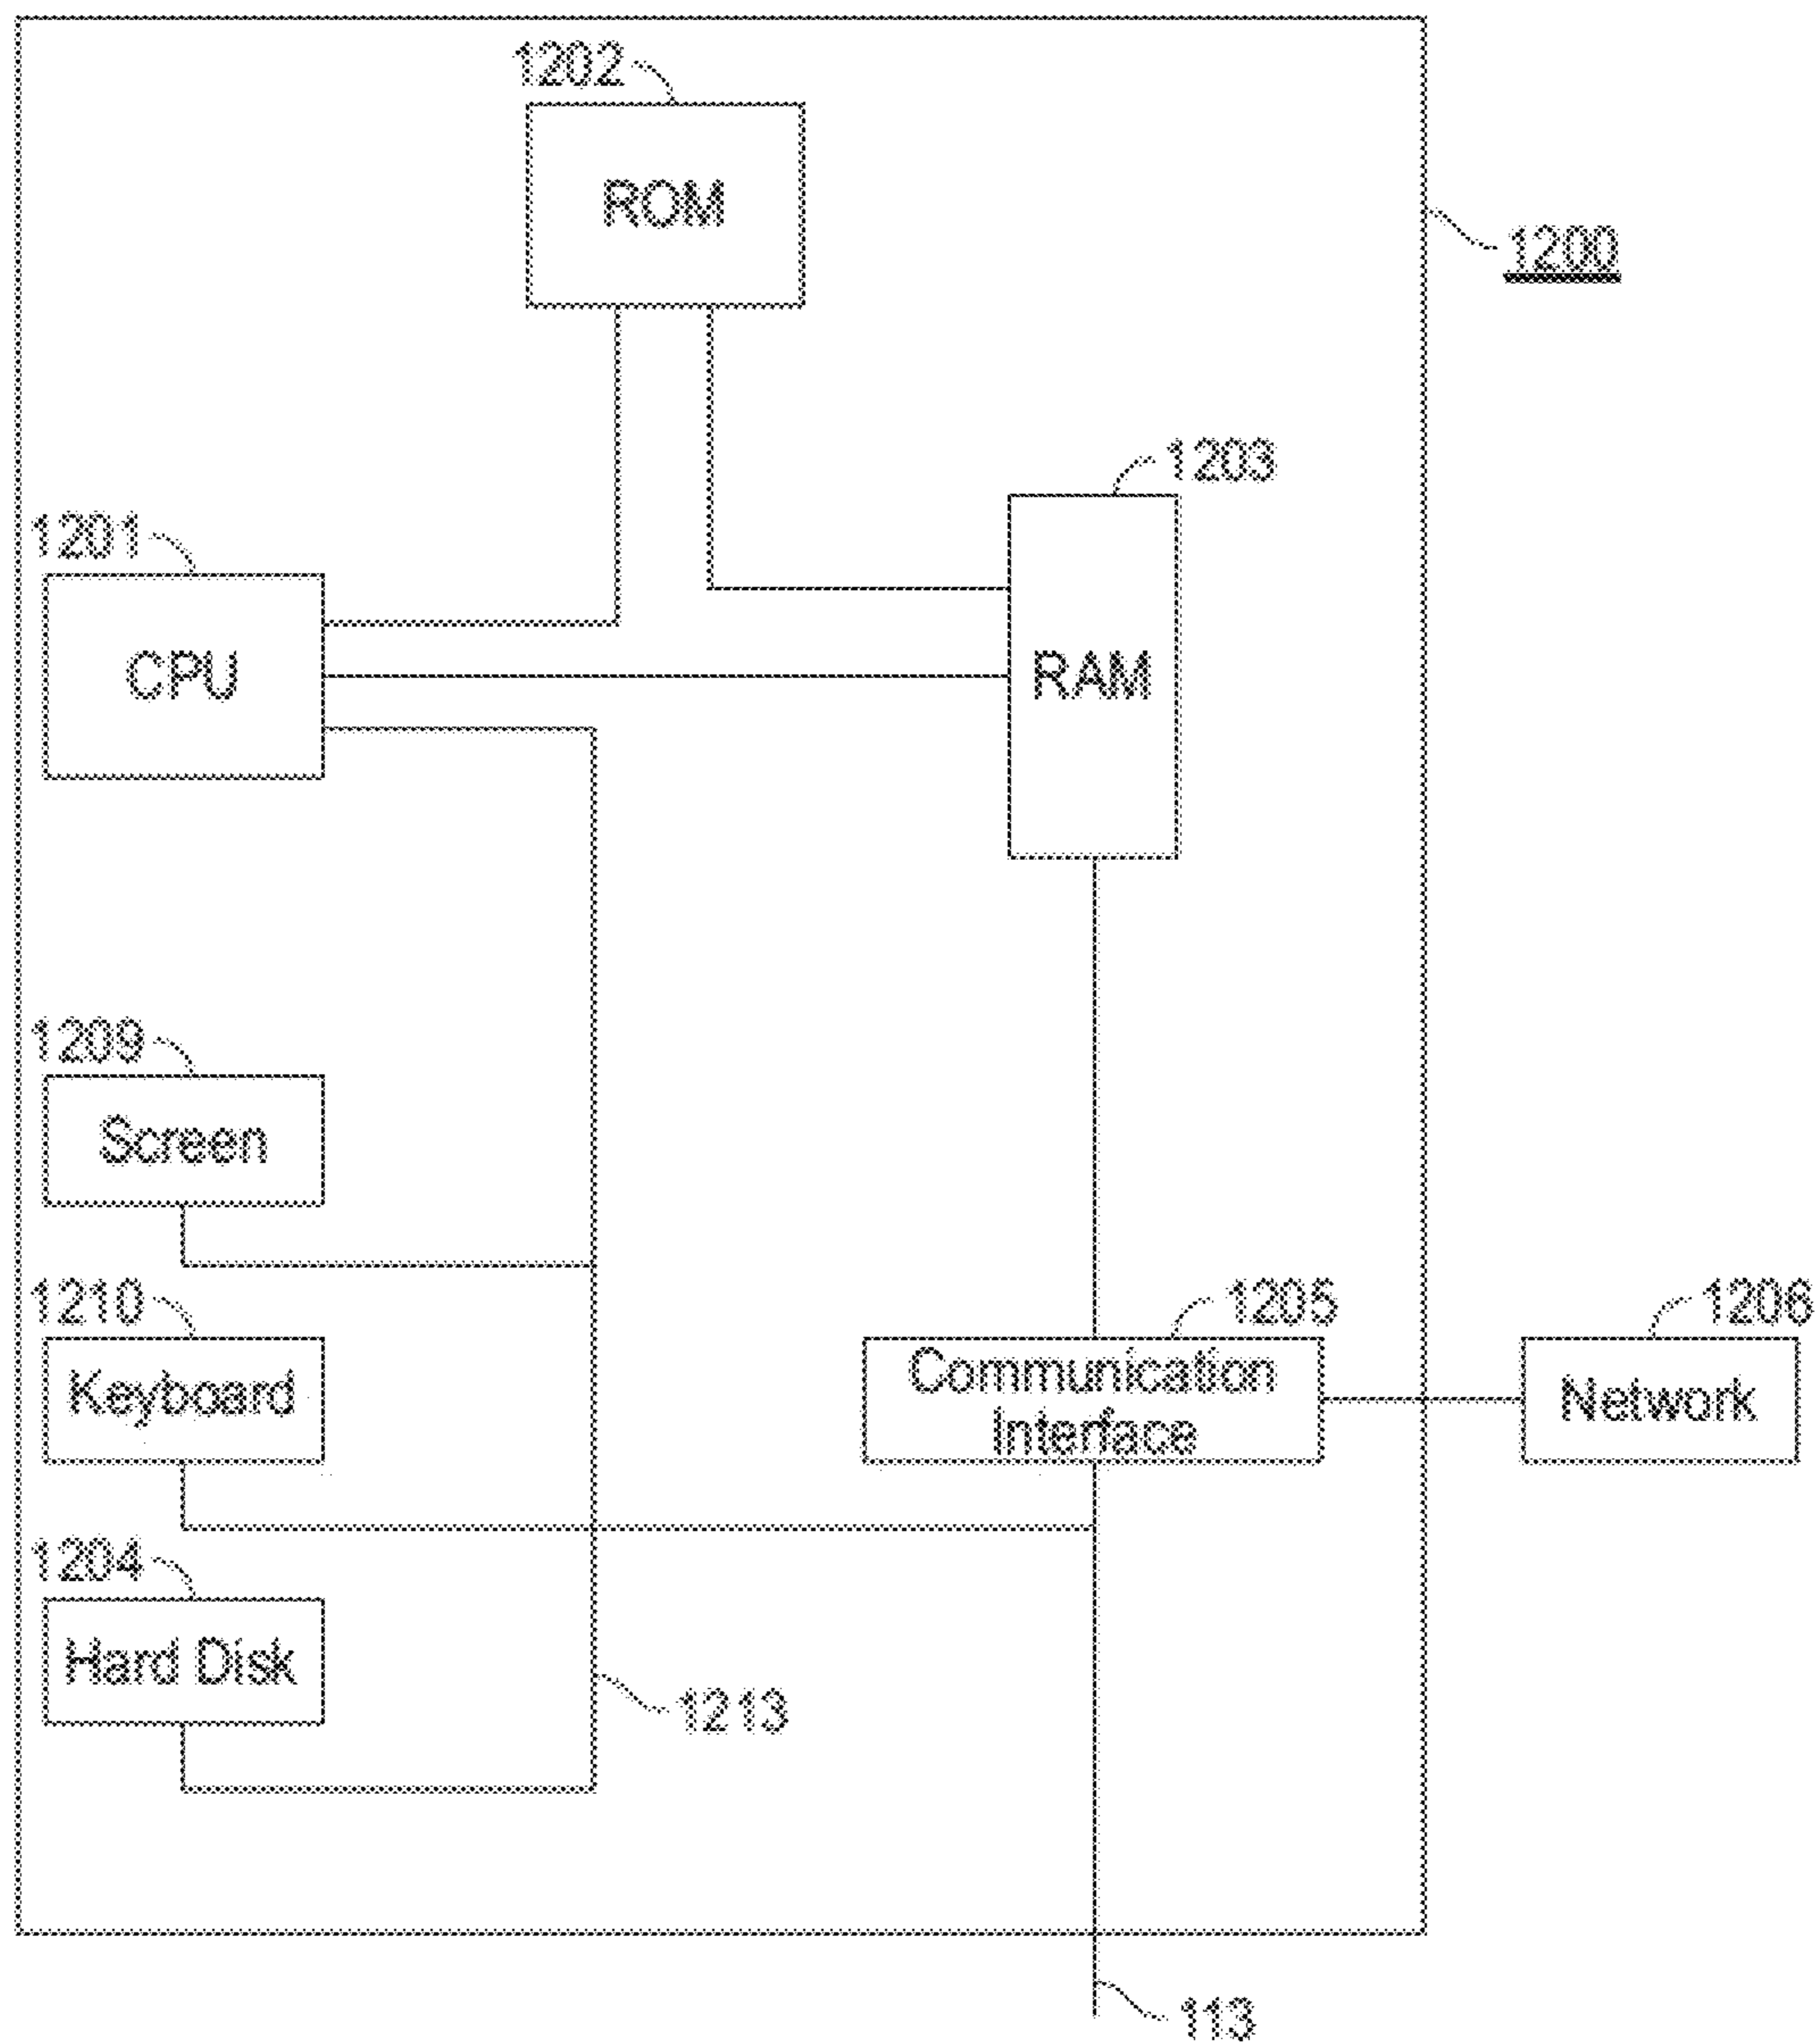 1202
ROM
1200
1203
1201
CPU
RAM
1209
Screen
1210
1205
1206
Keyboard
Communication
Interface
Network
1204
Hard Disk
1213
113